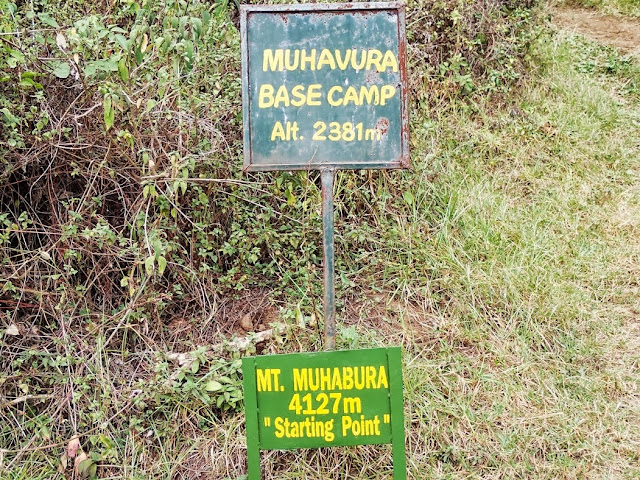 MUHAVURA
BASE CAMP
Alt. 2381m
MT. MUHABURA
4127m
"Starting Point"